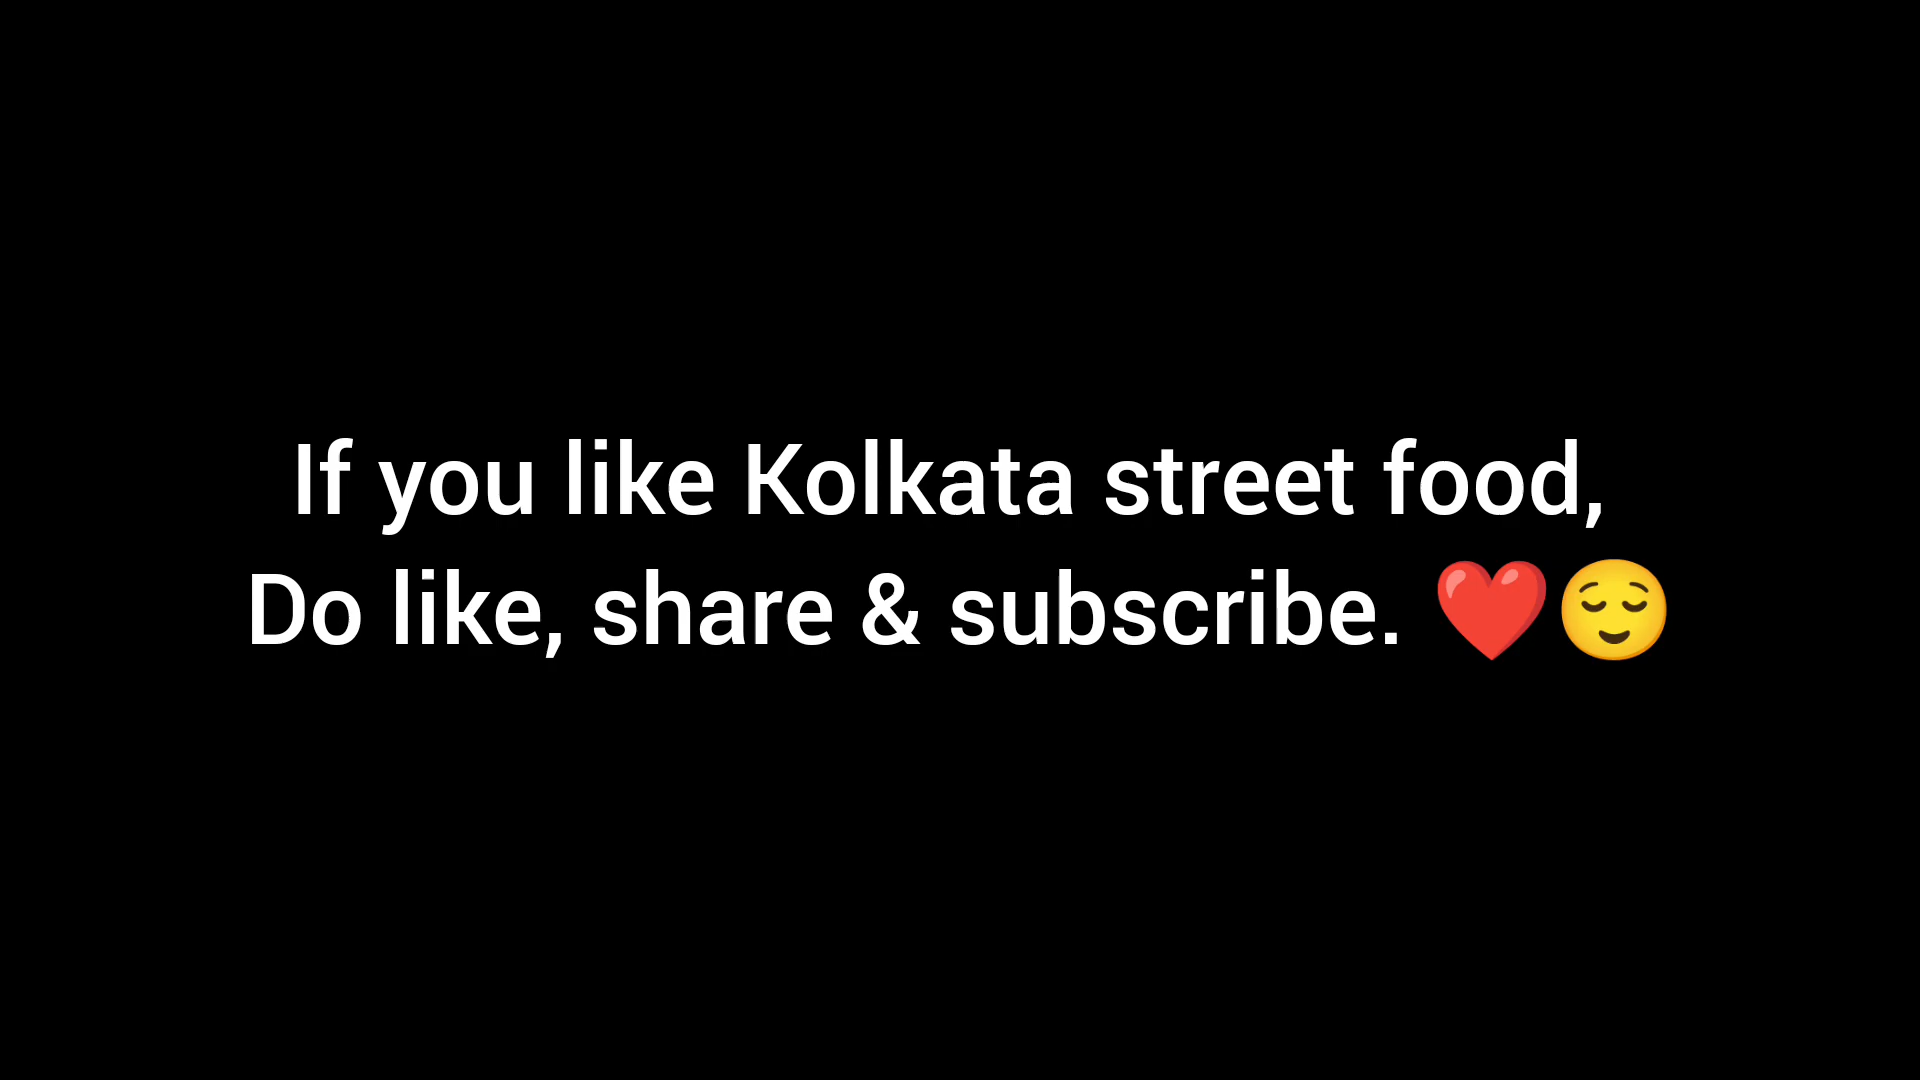 If you like Kolkata street food,
Do like, share & subscribe. ❤️😌